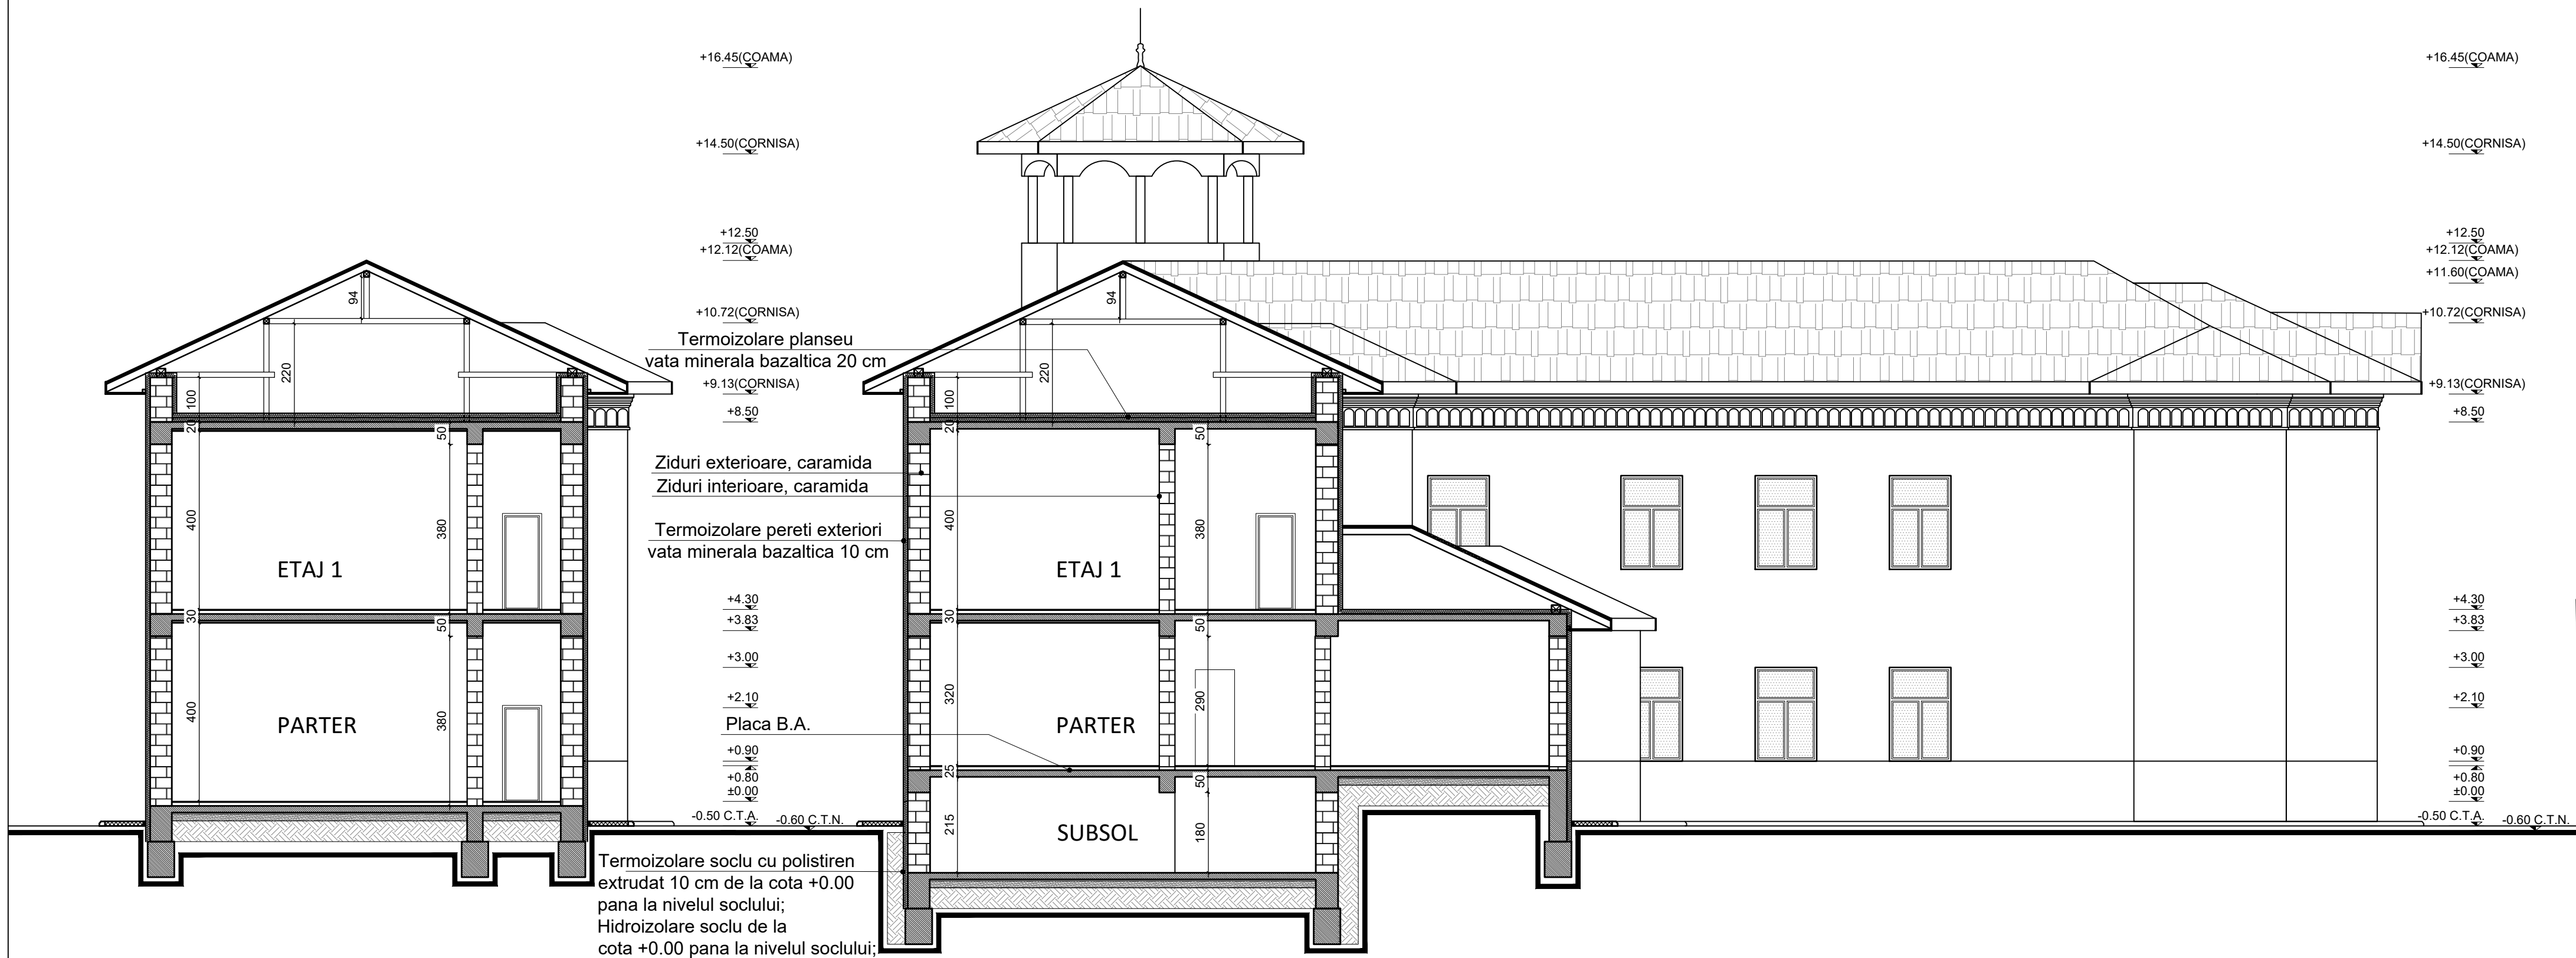 +16.45(COAMA)
+14.50(CORNISA)
+12.50
+12.12(COAMA)
+10.72(CORNISA)
+9.13(CORNISA)
+8.50
+4.30
+3.83
+3.00
+2.10
+0.90
+0.80
±0.00
-0.50 C.T.A.
-0.60 C.T.N.
94
220
100
20
50
400
380
ETAJ 1
30
50
400
380
PARTER
Termoizolare planseu
vata minerala bazaltica 20 cm
Ziduri exterioare, caramida
Ziduri interioare, caramida
Termoizolare pereti exteriori
vata minerala bazaltica 10 cm
Placa B.A.
Termoizolare soclu cu polistiren
extrudat 10 cm de la cota +0.00
pana la nivelul soclului;
Hidroizolare soclu de la
cota +0.00 pana la nivelul soclului;
94
220
100
20
50
400
380
ETAJ 1
30
50
320
290
PARTER
25
50
215
180
SUBSOL
+16.45(COAMA)
+14.50(CORNISA)
+12.50
+12.12(COAMA)
+11.60(COAMA)
+10.72(CORNISA)
+9.13(CORNISA)
+8.50
+4.30
+3.83
+3.00
+2.10
+0.90
+0.80
±0.00
-0.50 C.T.A.
-0.60 C.T.N.